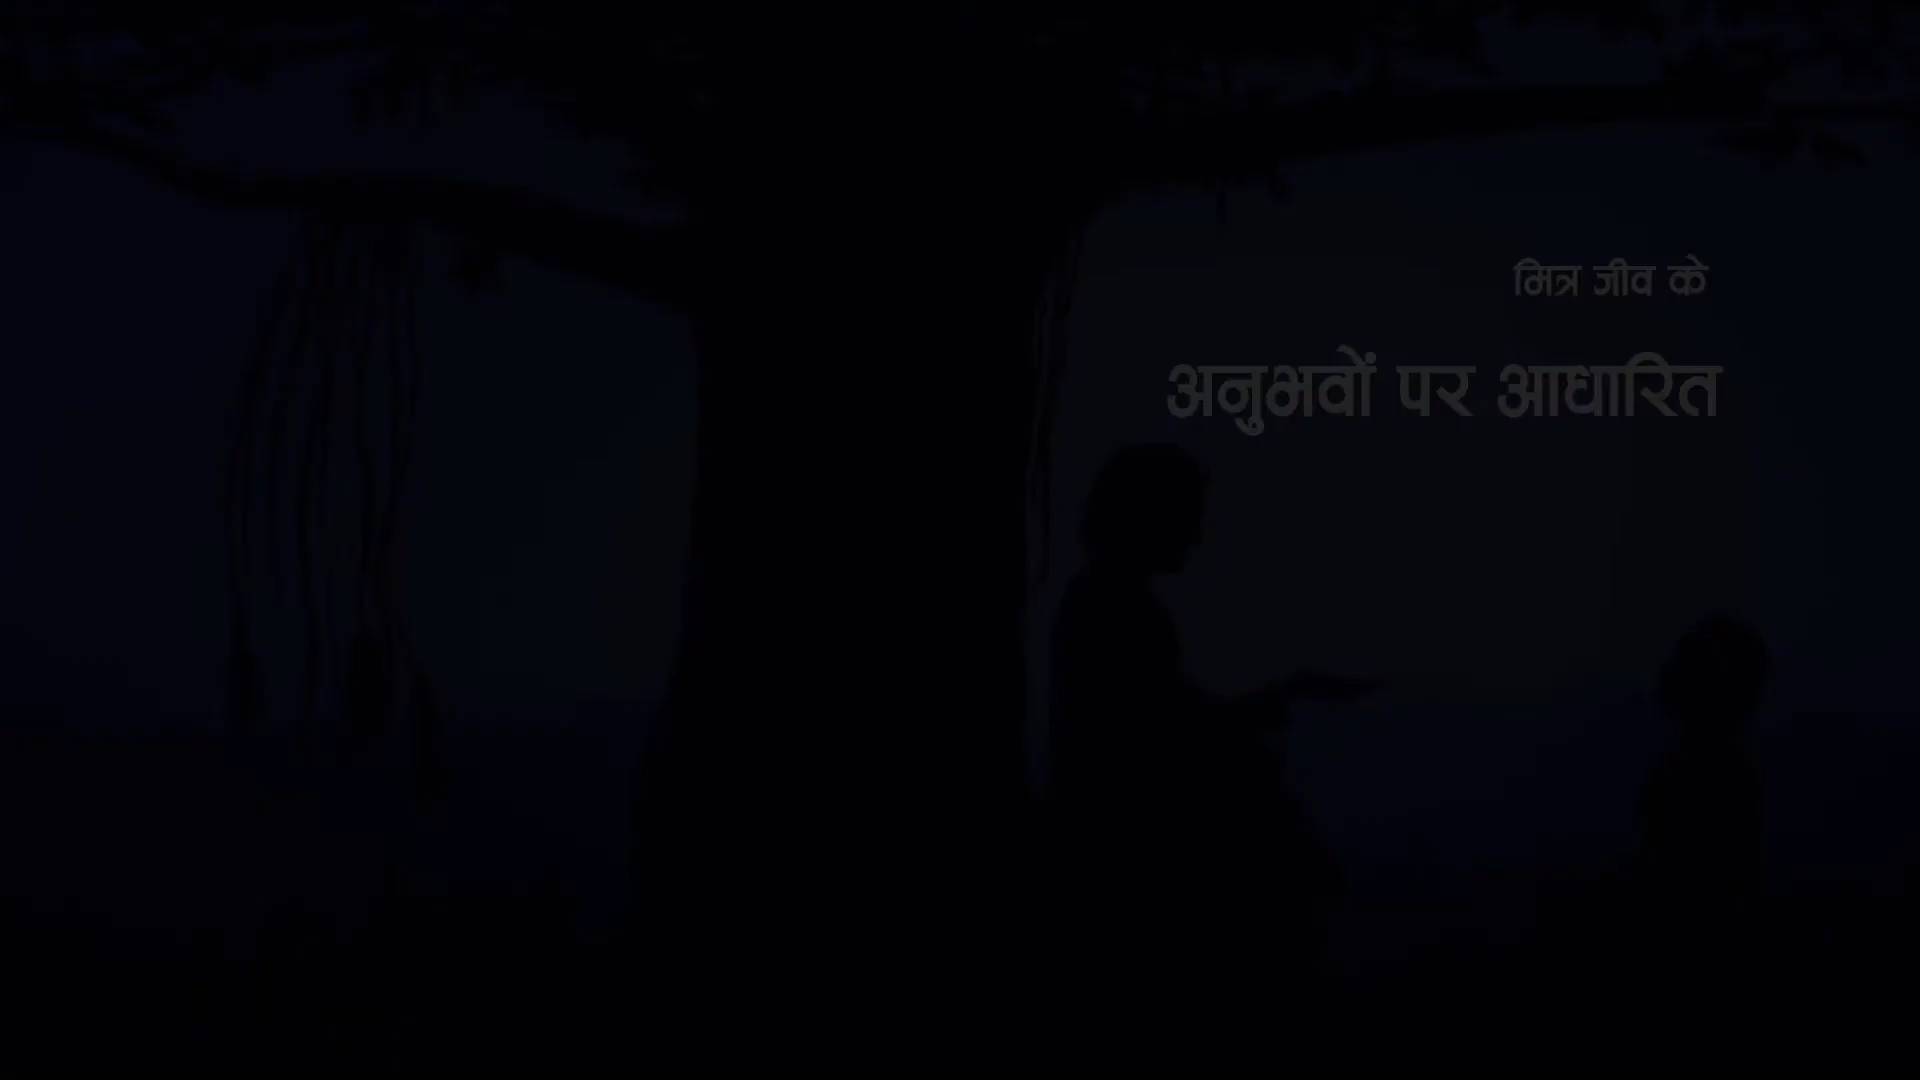 मित्र जीव के
अनुभवों पर आधारित